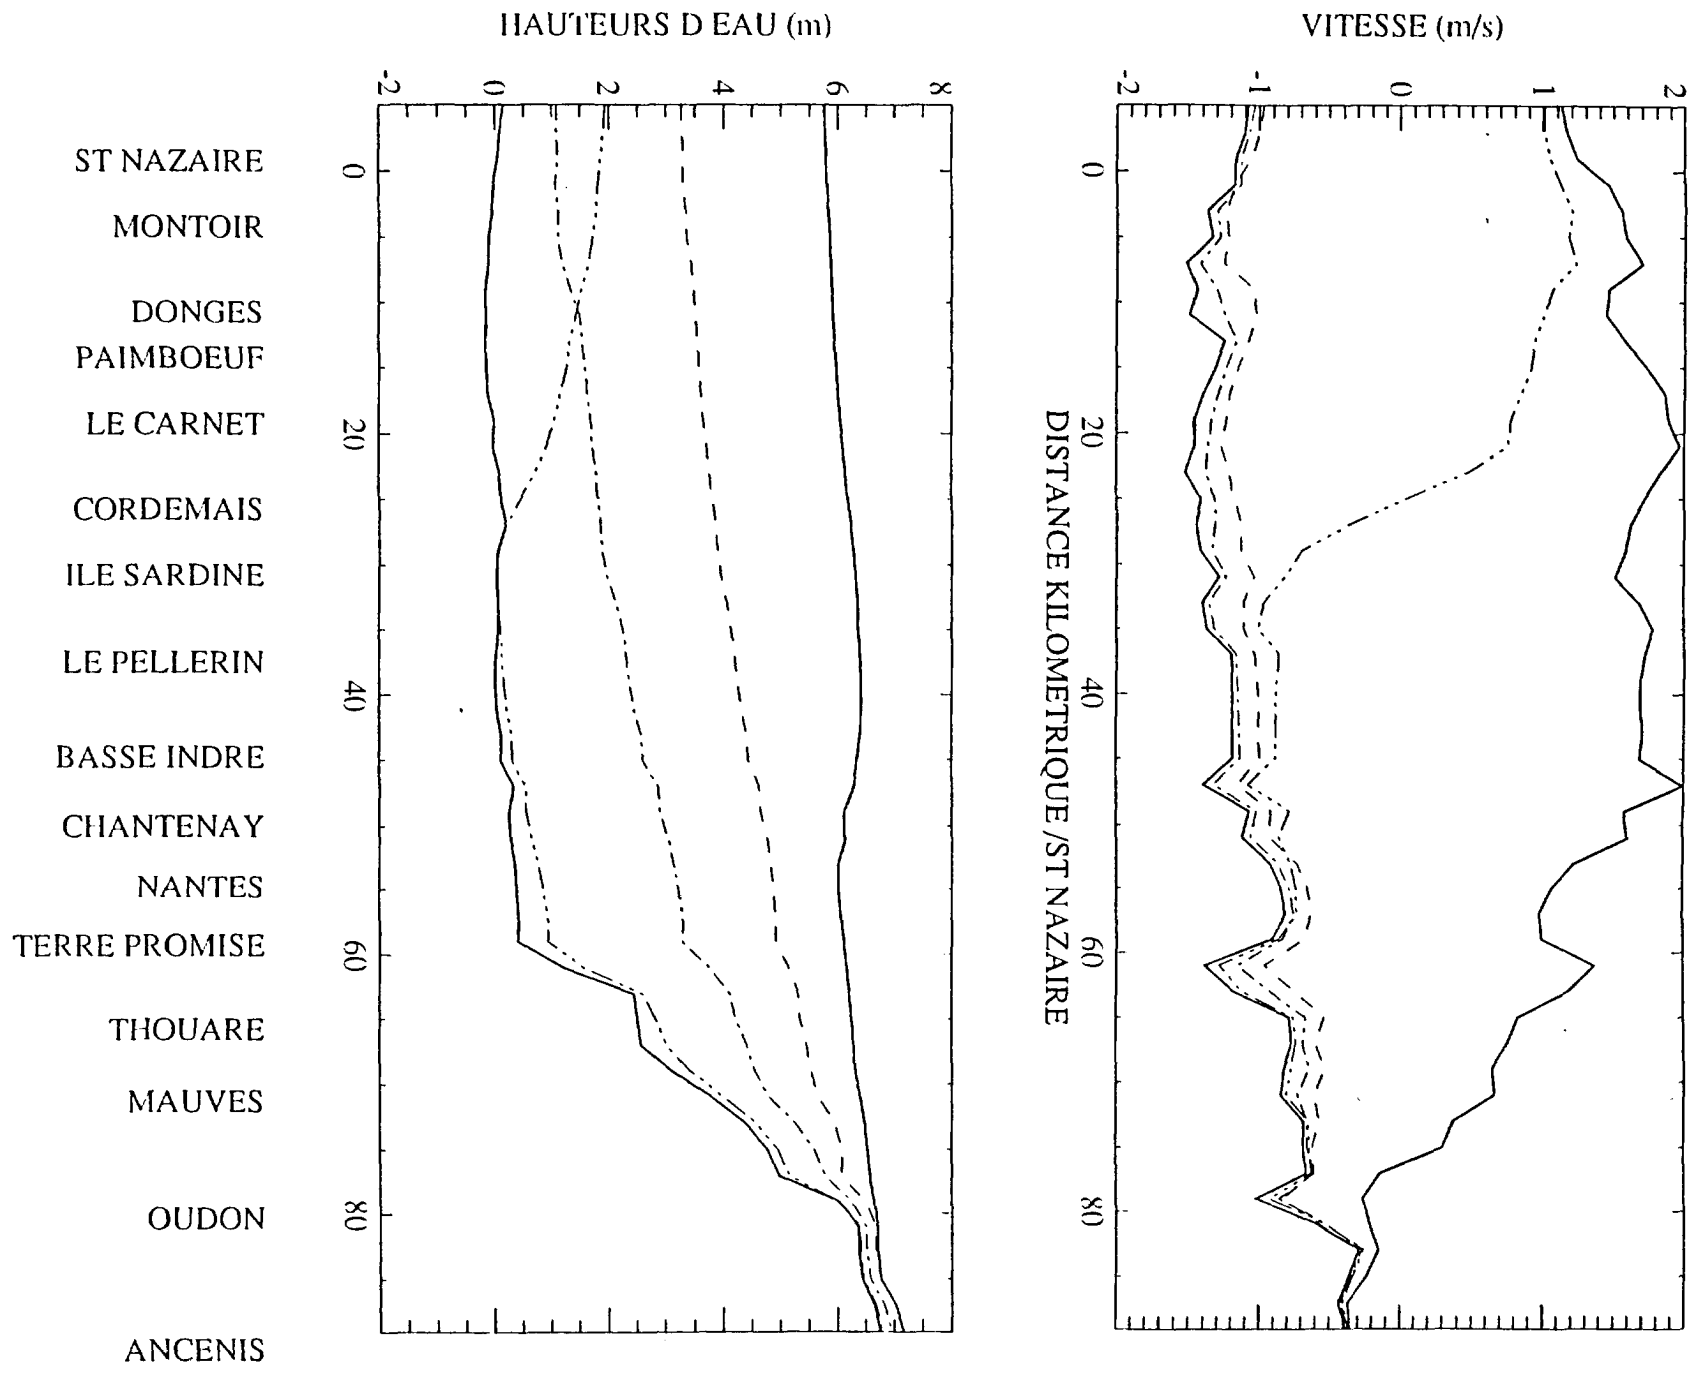 HAUTEURS D EAU (m)
VITESSE (m/s)
-2
0
2
4
6
8
-2
-1
0
1
2
ST NAZAIRE
MONTOIR
DONGES
PAIMBOEUF
LE CARNET
CORDEMAIS
ILE SARDINE
LE PELLERIN
BASSE INDRE
CHANTENAY
NANTES
TERRE PROMISE
THOUARE
MAUVES
OUDON
ANCENIS
0
20
40
60
80
DISTANCE KILOMETRIQUE /ST NAZAIRE
0
20
40
60
80